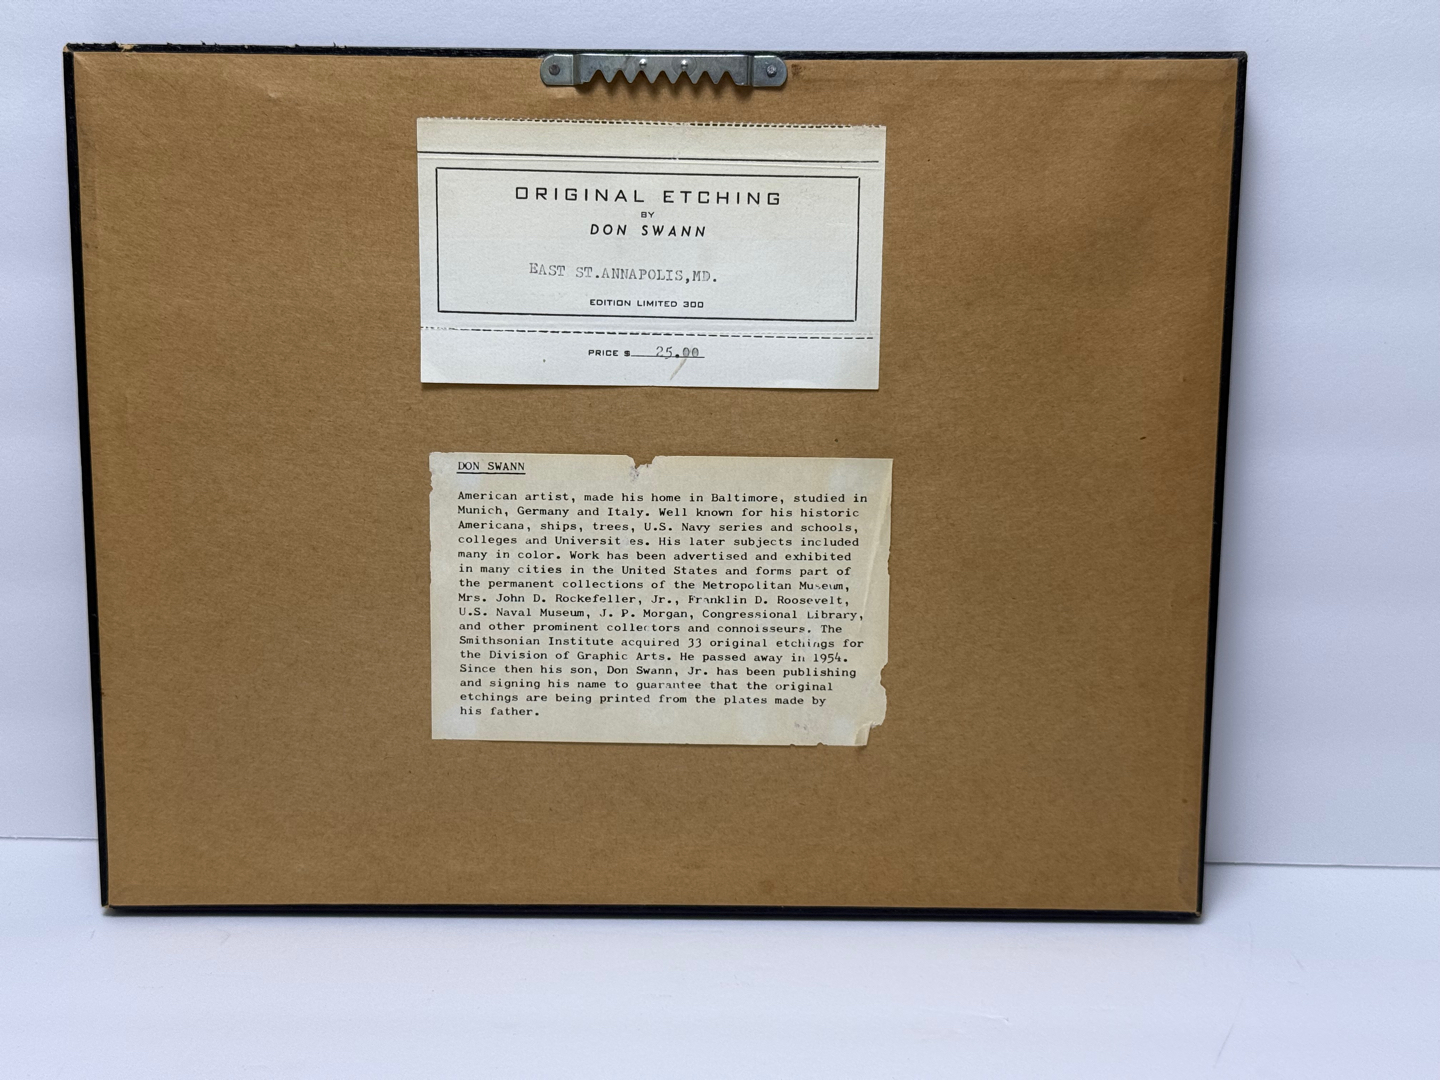 ORIGINAL ETCHING
BY
DON SWANN
EAST ST.ANNAPOLIS,MD.
EDITION LIMITED 300
PRICE $ 25.00
DON SWANN
American artist, made his home in Baltimore, studied in
Munich, Germany and Italy. Well known for his historic
Americana, ships, trees, U.S. Navy series and schools,
colleges and Universit es. His later subjects included
many in color. Work has been advertised and exhibited
in many cities in the United States and forms part of
the permanent collections of the Metropolitan Museum,
Mrs. John D. Rockefeller, Jr., Franklin D. Roosevelt,
U.S. Naval Museum, J. P. Morgan, Congressional Library,
and other prominent collectors and connoisseurs. The
Smithsonian Institute acquired 33 original etchings for
the Division of Graphic Arts. He passed away in 1954.
Since then his son, Don Swann, Jr. has been publishing
and signing his name to guarantee that the original
etchings are being printed from the plates made by
his father.